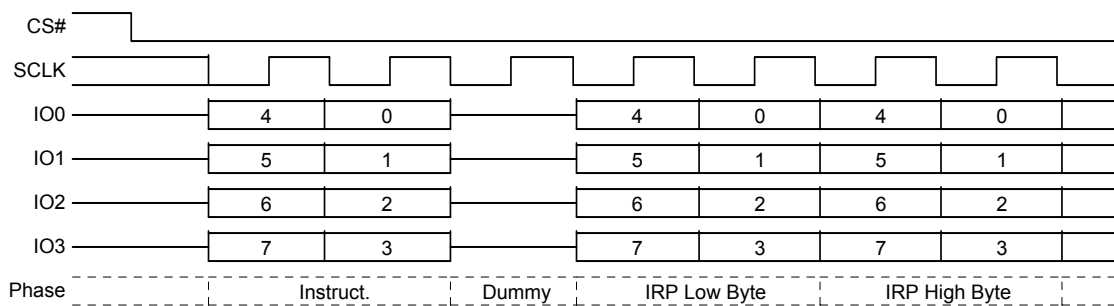 CS#
SCLK
IO0 4 0 4 0 4 0
IO1 5 1 5 1 5 1
IO2 6 2 6 2 6 2
IO3 7 3 7 3 7 3
Phase Instruct. Dummy IRP Low Byte IRP High Byte